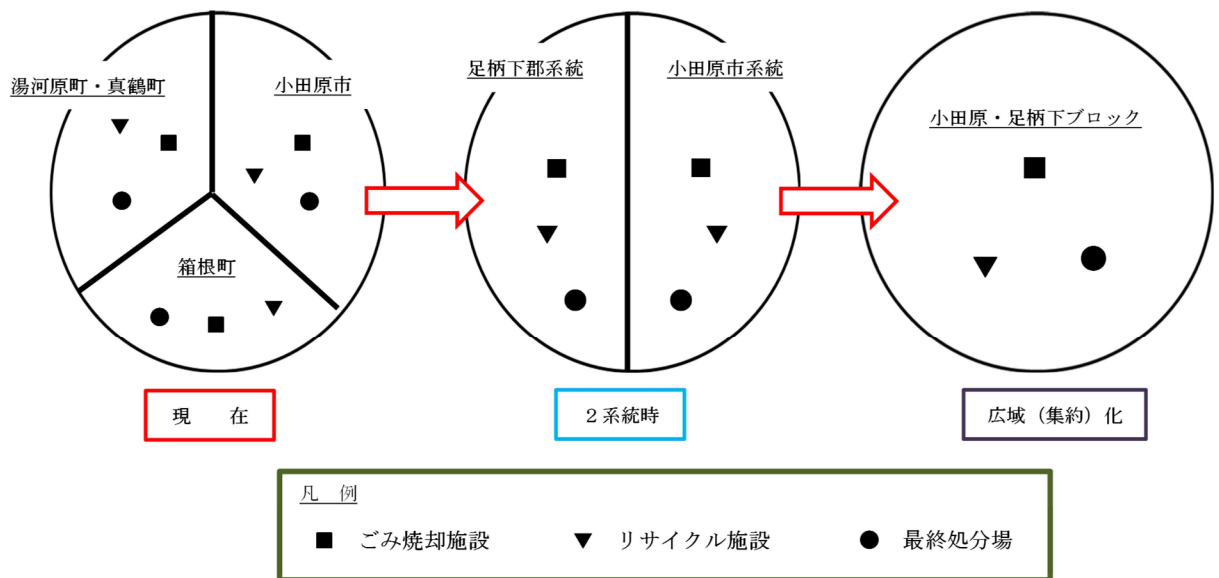 湯河原町・真鶴町
小田原市
箱根町
足柄下郡系統
小田原市系統
小田原・足柄下ブロック
現　在
２系統時
広域（集約）化
凡　例
■ ごみ焼却施設
▼ リサイクル施設
● 最終処分場